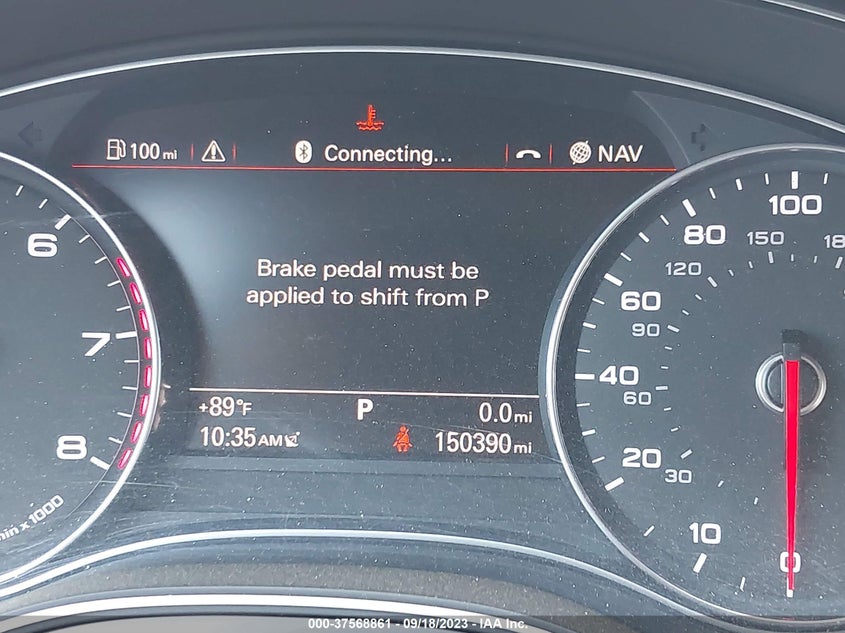 100 mi
Connecting...
NAV
Brake pedal must be
applied to shift from P
+89°F
P
0.0 mi
10:35 AM
150390 mi
6
7
8
x 1000
100
80
150
120
60
90
40
60
20
30
10
0
000-37568861 - 09/18/2023 - IAA Inc.